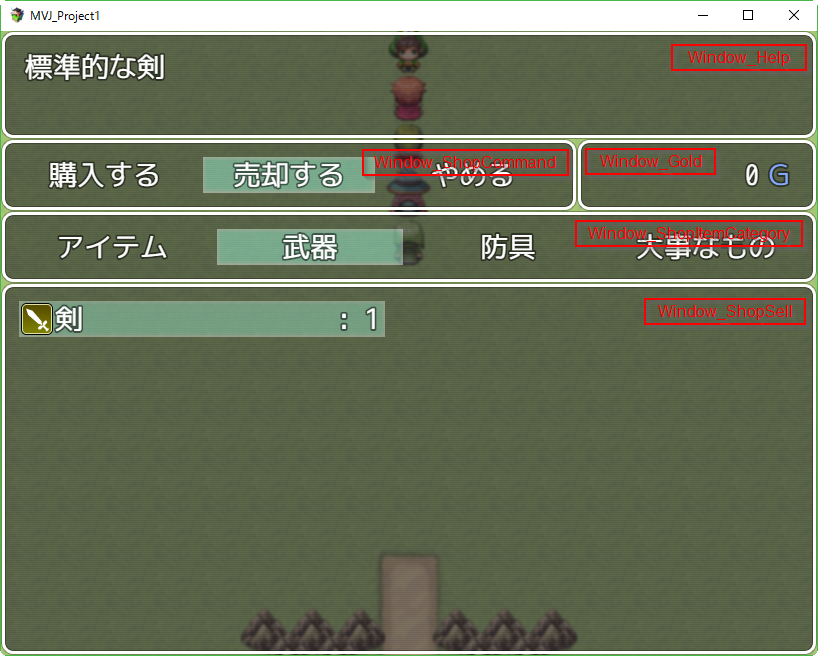 MVJ_Project1
標準的な剣
Window_Help
購入する 売却する やめる
Window_ShopCommand
Window_Gold
0 G
アイテム 武器 防具 大事なもの
Window_ShopItemCategory
剣 : 1
Window_ShopSell